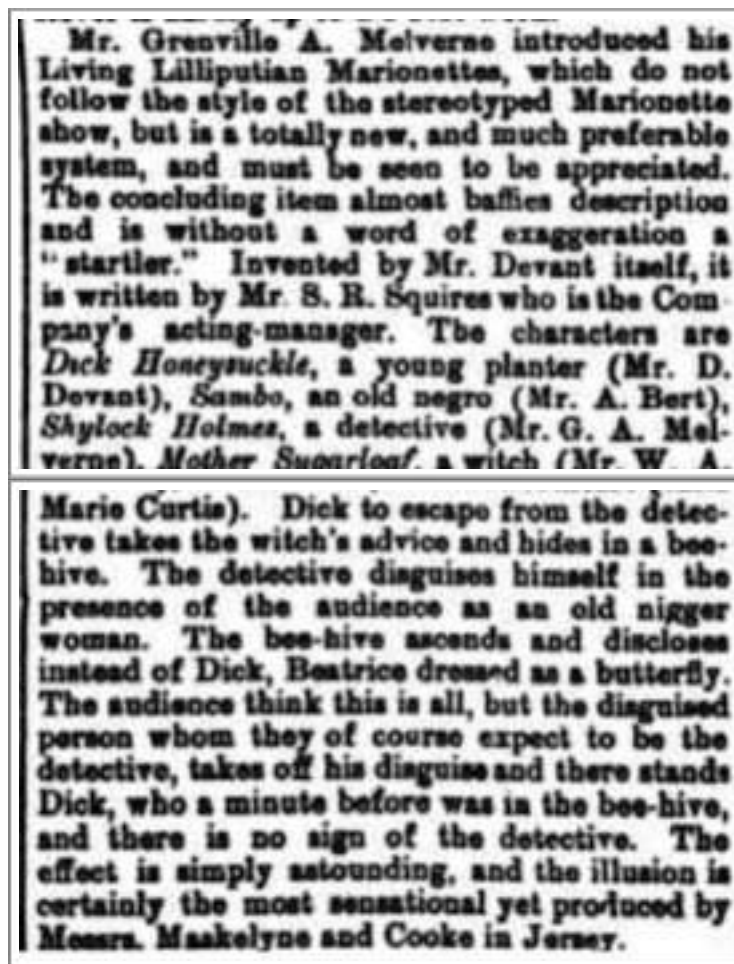 Mr. Grenville A. Melverne introduced his
Living Lilliputian Marionettes, which do not
follow the style of the stereotyped Marionette
show, but is a totally new, and much preferable
system, and must be seen to be appreciated.
The concluding item almost baffles description
and is without a word of exaggeration a
" startler." Invented by Mr. Devant itself, it
is written by Mr. S. R. Squires who is the Com
pany's acting-manager. The characters are
Dick Honeysuckle, a young planter (Mr. D.
Devant), Sambo, an old negro (Mr. A. Bert),
Shylock Holmes, a detective (Mr. G. A. Mel-
verne), Mother Sugarloaf, a witch (Mr. W. A.
Marie Curtis). Dick to escape from the detec-
tive takes the witch's advice and hides in a bee-
hive. The detective disguises himself in the
presence of the audience as an old nigger
woman. The bee-hive ascends and discloses
instead of Dick, Beatrice dressed as a butterfly.
The audience think this is all, but the disguised
person whom they of course expect to be the
detective, takes off his disguise and there stands
Dick, who a minute before was in the bee-hive,
and there is no sign of the detective. The
effect is simply astounding, and the illusion is
certainly the most sensational yet produced by
Messrs. Maskelyne and Cooke in Jersey.